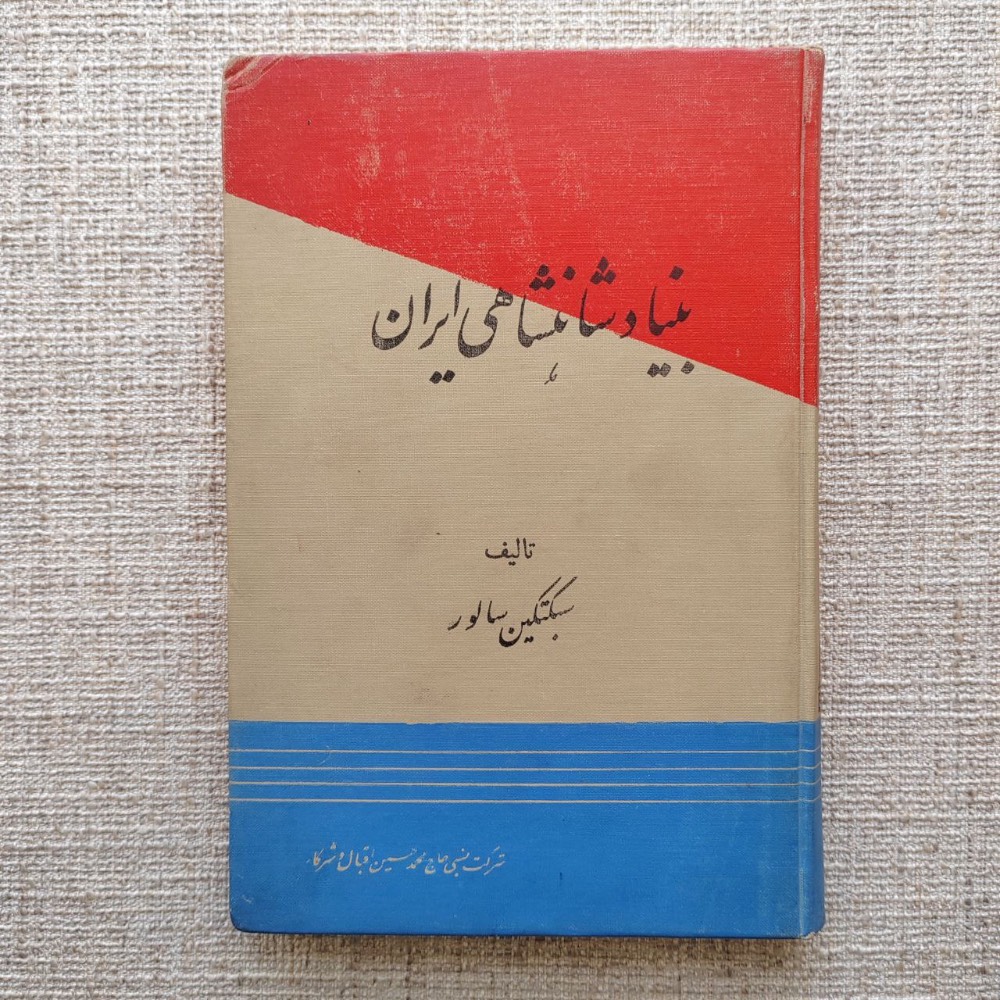 بنیاد شاهنشاهی ایران
تالیف
سبکتکین سالور
شرکت نسبی حاج محمد حسین اقبال و شرکاء